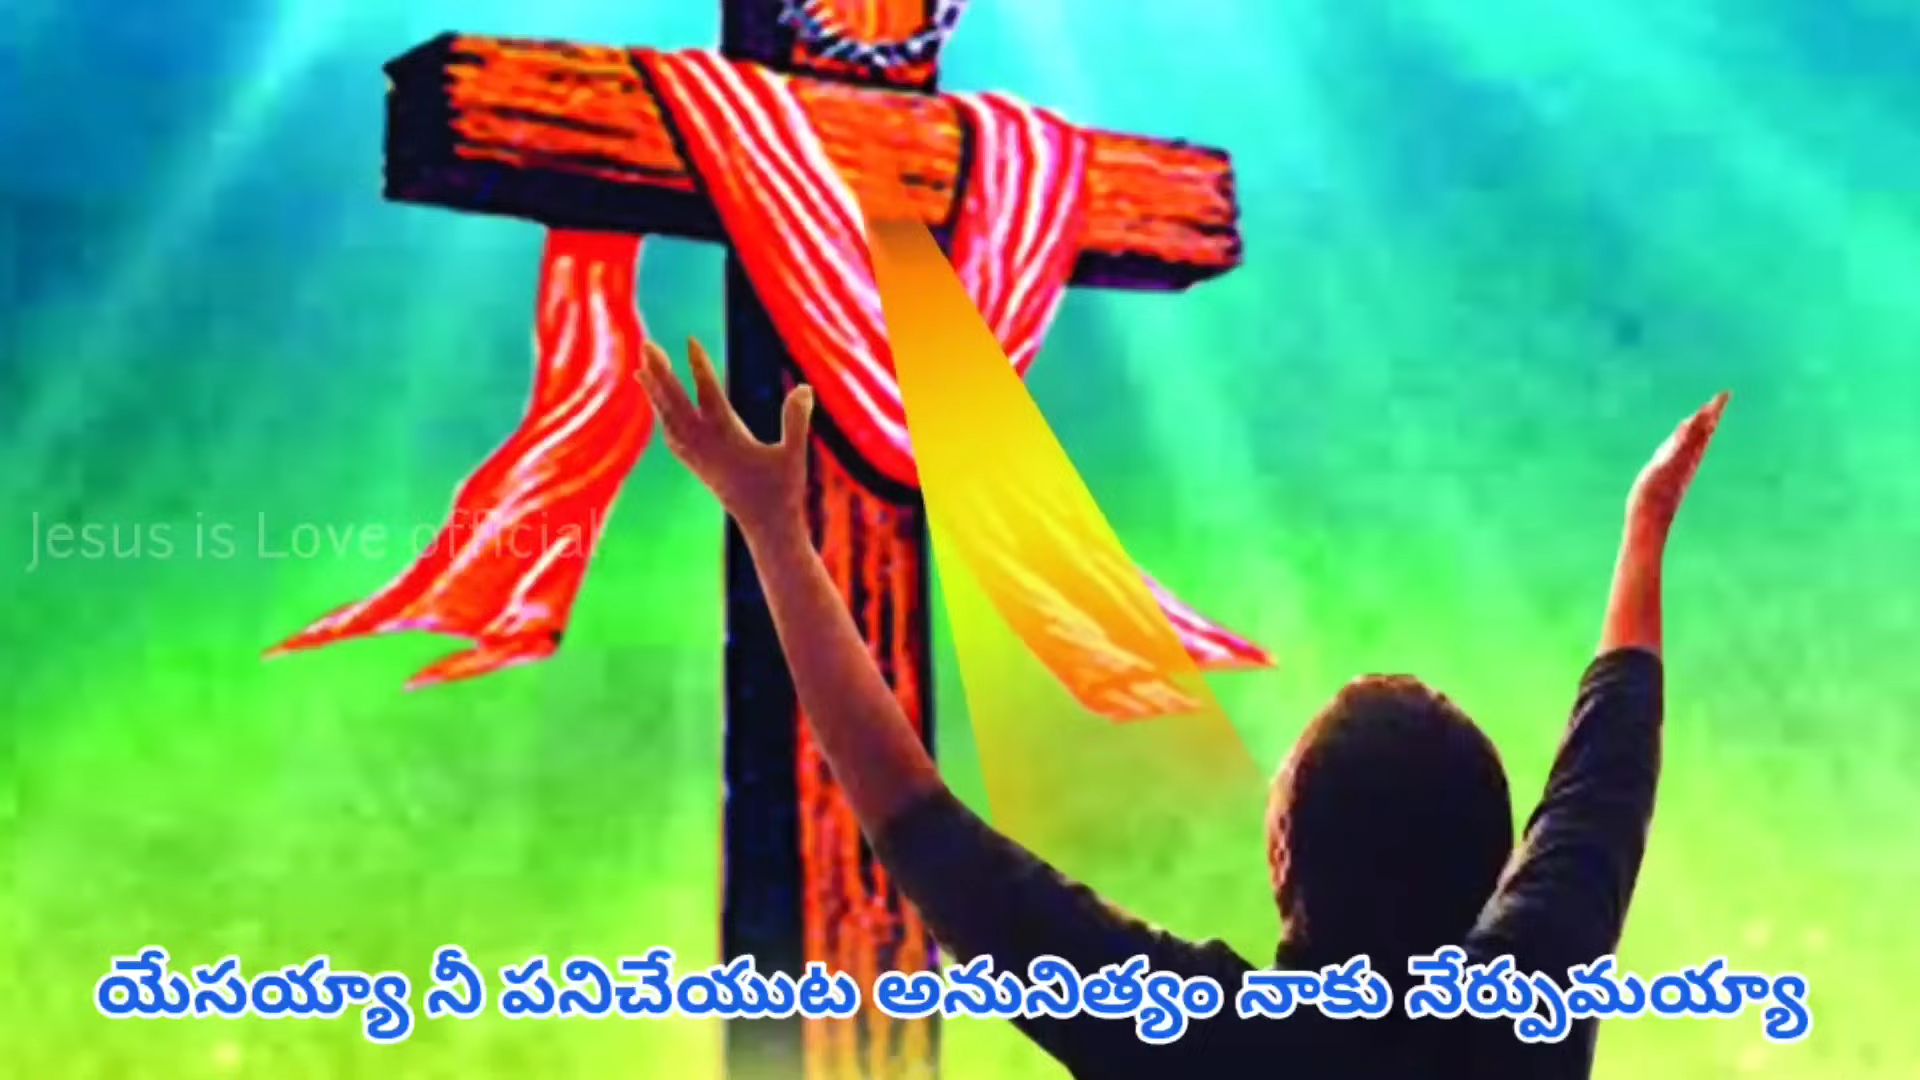 Jesus is Love official
యేసయ్యా నీ పనిచేయుట అనునిత్యం నాకు నేర్పుమయ్యా